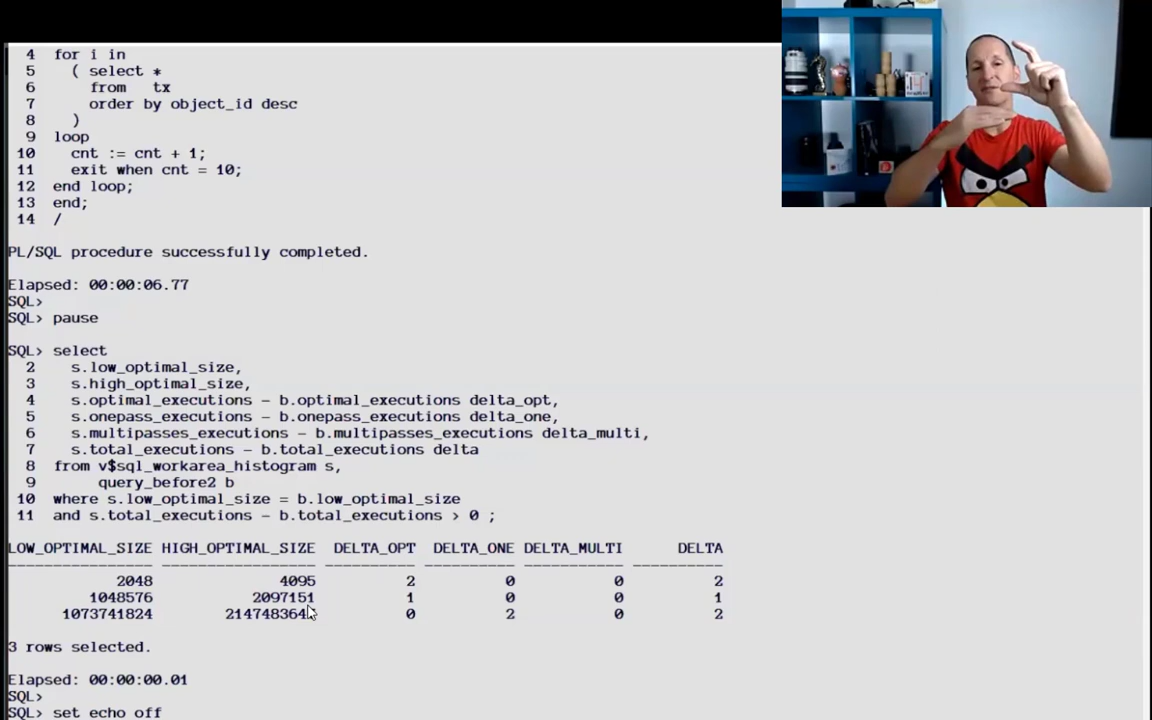 4 for i in
5 ( select *
6 from tx
7 order by object_id desc
8 )
9 loop
10 cnt := cnt + 1;
11 exit when cnt = 10;
12 end loop;
13 end;
14 /
PL/SQL procedure successfully completed.
Elapsed: 00:00:06.77
SQL>
SQL> pause
SQL> select
2 s.low_optimal_size,
3 s.high_optimal_size,
4 s.optimal_executions - b.optimal_executions delta_opt,
5 s.onepass_executions - b.onepass_executions delta_one,
6 s.multipasses_executions - b.multipasses_executions delta_multi,
7 s.total_executions - b.total_executions delta
8 from v$sql_workarea_histogram s,
9 query_before2 b
10 where s.low_optimal_size = b.low_optimal_size
11 and s.total_executions - b.total_executions > 0 ;
LOW_OPTIMAL_SIZE HIGH_OPTIMAL_SIZE DELTA_OPT DELTA_ONE DELTA_MULTI DELTA
---------------- ----------------- ---------- ---------- ----------- ----------
2048 4095 2 0 0 2
1048576 2097151 1 0 0 1
1073741824 0 2 0 2
3 rows selected.
Elapsed: 00:00:00.01
SQL>
SQL> set echo off